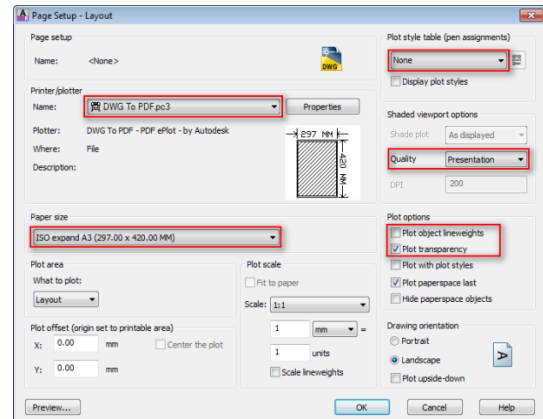 Page Setup - Layout
Page setup
Name: <None>
DWG
Printer/plotter
Name: DWG To PDF.pc3
Properties
Plotter: DWG To PDF - PDF ePlot - by Autodesk
Where: File
Description:
297 MM
420 MM
Paper size
ISO expand A3 (297.00 x 420.00 MM)
Plot area
What to plot:
Layout
Plot offset (origin set to printable area)
X: 0.00 mm
Center the plot
Y: 0.00 mm
Plot scale
Fit to paper
Scale: 1:1
1 mm =
1 units
Scale lineweights
Plot style table (pen assignments)
None
Display plot styles
Shaded viewport options
Shade plot As displayed
Quality Presentation
DPI 200
Plot options
Plot object lineweights
Plot transparency
Plot with plot styles
Plot paperspace last
Hide paperspace objects
Drawing orientation
Portrait
Landscape
A
Plot upside-down
Preview...
OK
Cancel
Help